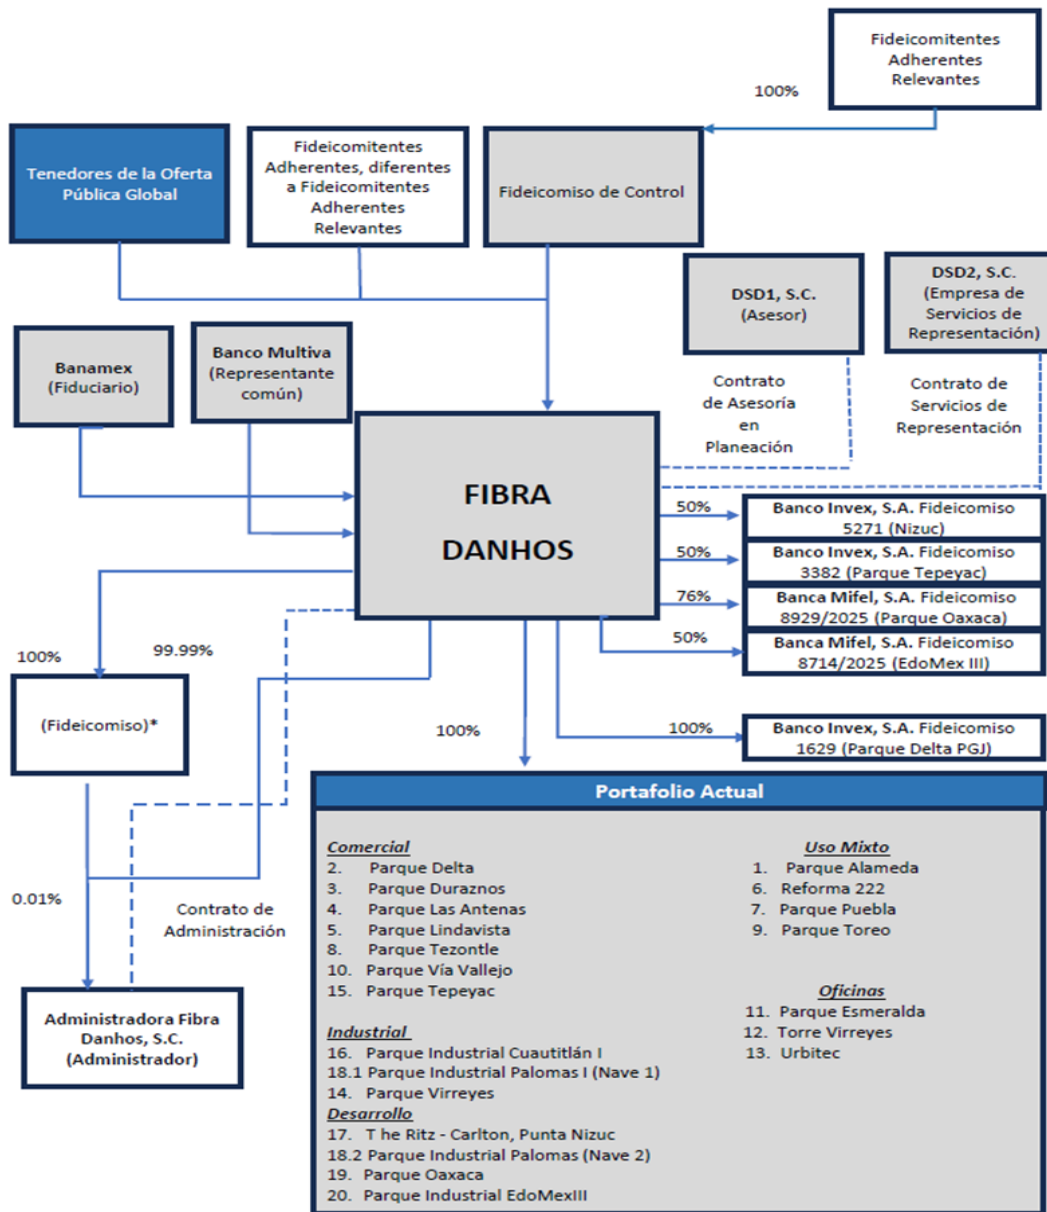 Fideicomitentes
Adherentes
Relevantes
100%
Tenedores de la Oferta
Pública Global
Fideicomitentes
Adherentes, diferentes
a Fideicomitentes
Adherentes
Relevantes
Fideicomiso de Control
DSD1, S.C.
(Asesor)
DSD2, S.C.
(Empresa de
Servicios de
Representación)
Banamex
(Fiduciario)
Banco Multiva
(Representante
común)
Contrato
de Asesoría
en
Planeación
Contrato de
Servicios de
Representación
FIBRA
DANHOS
50%
Banco Invex, S.A. Fideicomiso
5271 (Nizuc)
50%
Banco Invex, S.A. Fideicomiso
3382 (Parque Tepeyac)
76%
Banca Mifel, S.A. Fideicomiso
8929/2025 (Parque Oaxaca)
50%
Banca Mifel, S.A. Fideicomiso
8714/2025 (EdoMex III)
100%
99.99%
(Fideicomiso)*
100%
100%
Banco Invex, S.A. Fideicomiso
1629 (Parque Delta PGJ)
0.01%
Contrato de
Administración
Administradora Fibra
Danhos, S.C.
(Administrador)
Portafolio Actual
Comercial
2. Parque Delta
3. Parque Duraznos
4. Parque Las Antenas
5. Parque Lindavista
8. Parque Tezontle
10. Parque Vía Vallejo
15. Parque Tepeyac
Industrial
16. Parque Industrial Cuautitlán I
18.1 Parque Industrial Palomas I (Nave 1)
14. Parque Virreyes
Desarrollo
17. T he Ritz - Carlton, Punta Nizuc
18.2 Parque Industrial Palomas (Nave 2)
19. Parque Oaxaca
20. Parque Industrial EdoMexIII
Uso Mixto
1. Parque Alameda
6. Reforma 222
7. Parque Puebla
9. Parque Toreo
Oficinas
11. Parque Esmeralda
12. Torre Virreyes
13. Urbitec